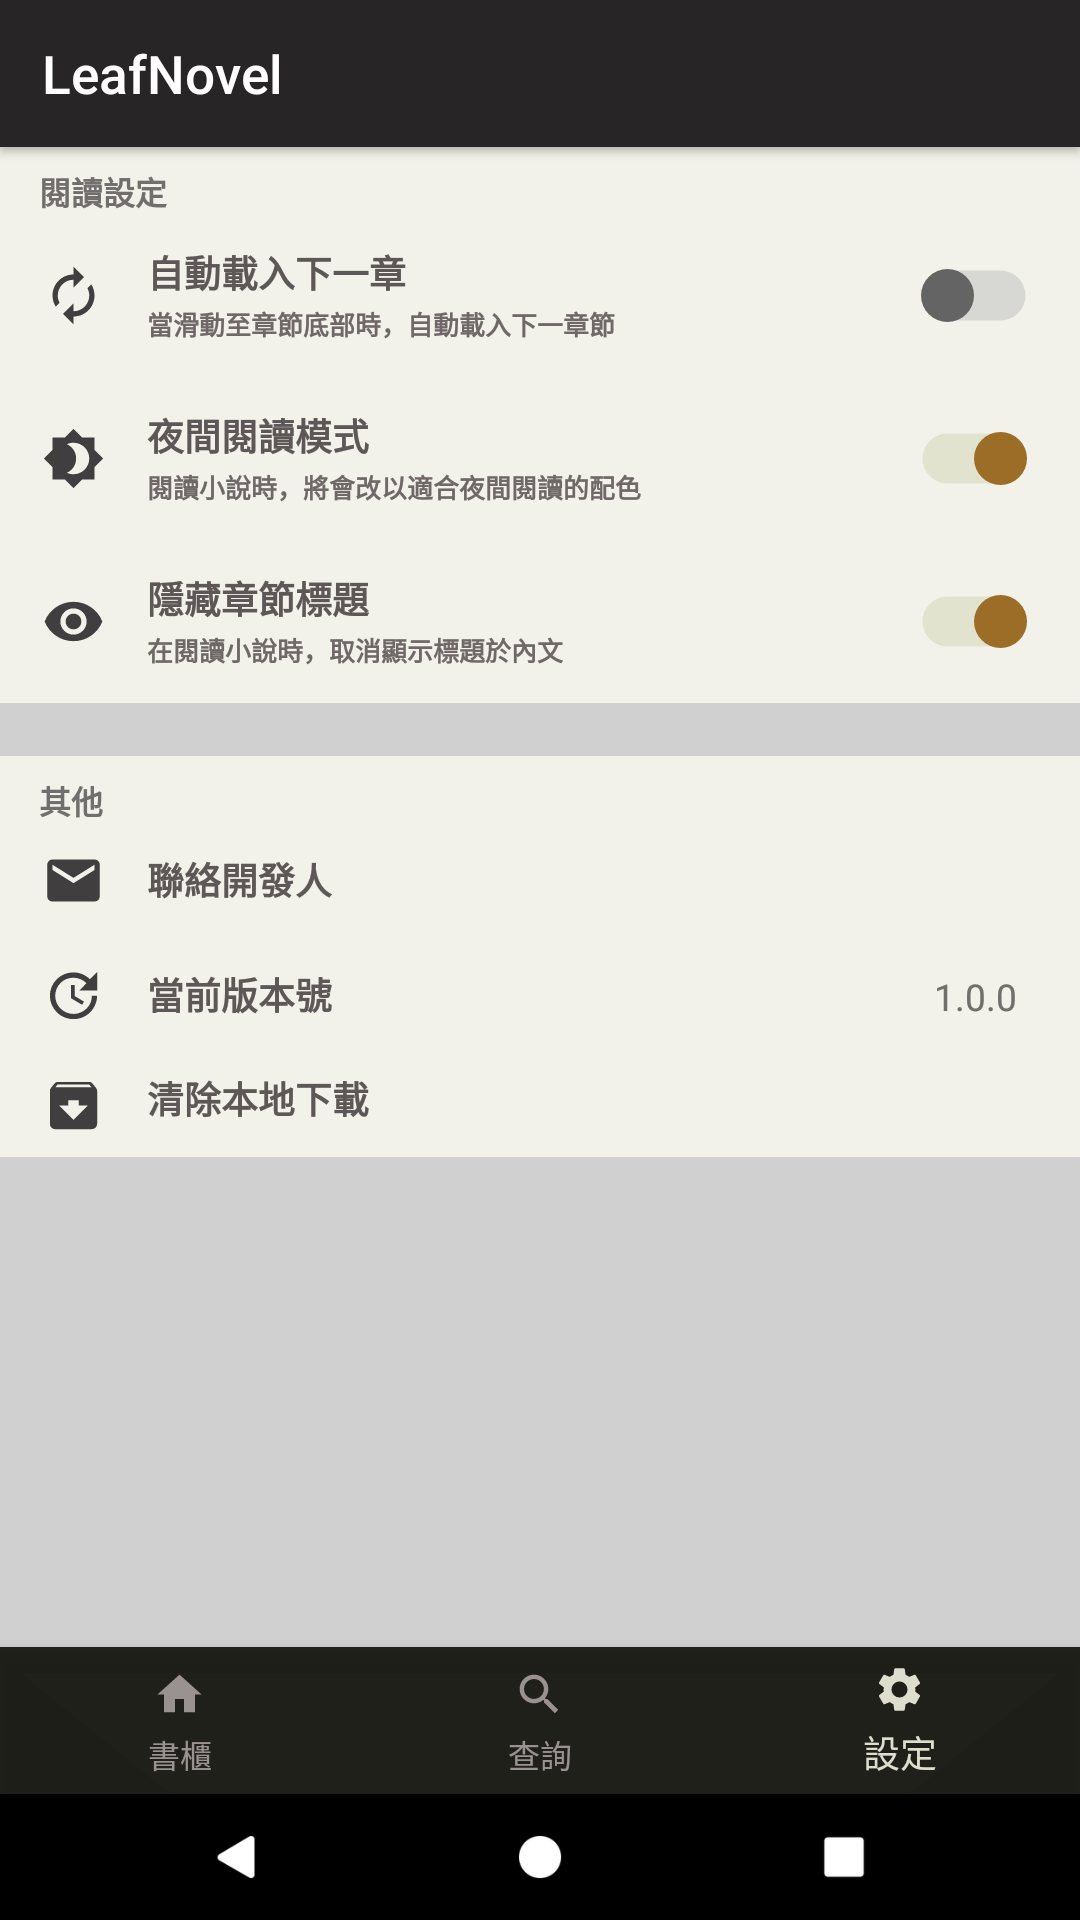 LeafNovel
閱讀設定
自動載入下一章
當滑動至章節底部時，自動載入下一章節
夜間閱讀模式
閱讀小說時，將會改以適合夜間閱讀的配色
隱藏章節標題
在閱讀小說時，取消顯示標題於內文
其他
聯絡開發人
當前版本號
1.0.0
清除本地下載
書櫃
查詢
設定